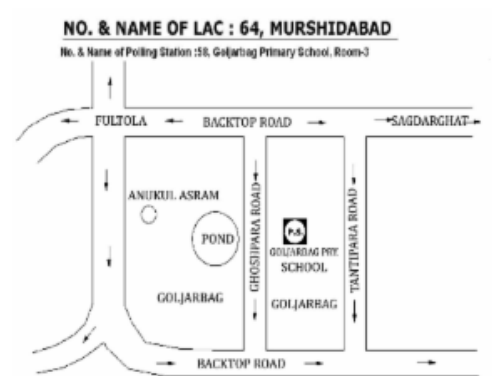 NO. & NAME OF LAC : 64, MURSHIDABAD
No. & Name of Polling Station :58, Goljarbag Primary School, Room-3
FULTOLA
BACKTOP ROAD
SAGDARGHAT
ANUKUL ASRAM
POND
GHOSHPARA ROAD
P.S.
GOLJARBAG PRY.
SCHOOL
TANTIPARA ROAD
GOLJARBAG
GOLJARBAG
BACKTOP ROAD